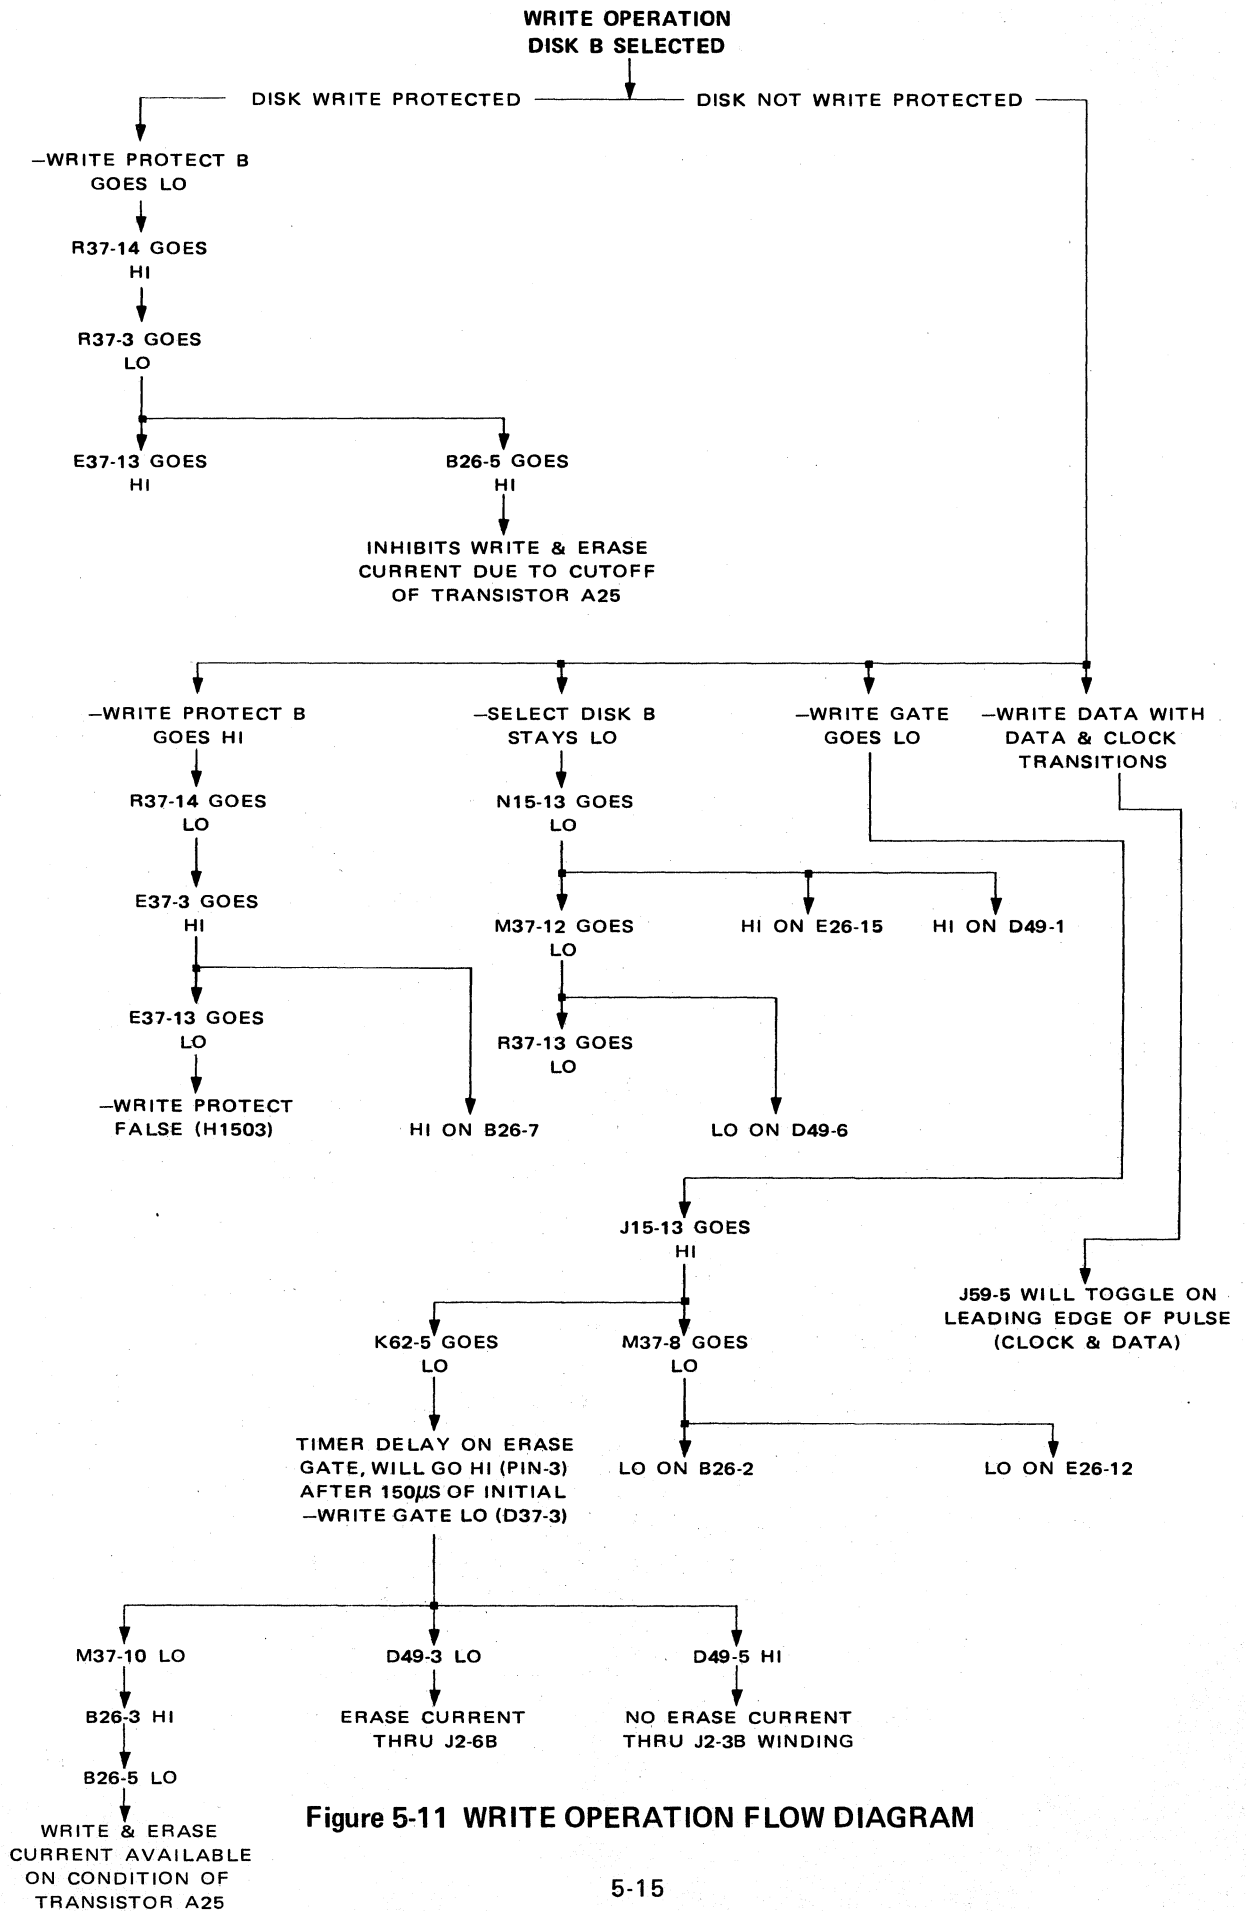 WRITE OPERATION
DISK B SELECTED
DISK WRITE PROTECTED
DISK NOT WRITE PROTECTED
–WRITE PROTECT B
GOES LO
R37-14 GOES
HI
R37-3 GOES
LO
E37-13 GOES
HI
B26-5 GOES
HI
INHIBITS WRITE & ERASE
CURRENT DUE TO CUTOFF
OF TRANSISTOR A25
–WRITE PROTECT B
GOES HI
–SELECT DISK B
STAYS LO
–WRITE GATE
GOES LO
–WRITE DATA WITH
DATA & CLOCK
TRANSITIONS
R37-14 GOES
LO
N15-13 GOES
LO
E37-3 GOES
HI
M37-12 GOES
LO
HI ON E26-15
HI ON D49-1
E37-13 GOES
LO
R37-13 GOES
LO
–WRITE PROTECT
FALSE (H1503)
HI ON B26-7
LO ON D49-6
J15-13 GOES
HI
J59-5 WILL TOGGLE ON
LEADING EDGE OF PULSE
(CLOCK & DATA)
K62-5 GOES
LO
M37-8 GOES
LO
TIMER DELAY ON ERASE
GATE, WILL GO HI (PIN-3)
AFTER 150µS OF INITIAL
–WRITE GATE LO (D37-3)
LO ON B26-2
LO ON E26-12
M37-10 LO
D49-3 LO
D49-5 HI
B26-3 HI
ERASE CURRENT
THRU J2-6B
NO ERASE CURRENT
THRU J2-3B WINDING
B26-5 LO
WRITE & ERASE
CURRENT AVAILABLE
ON CONDITION OF
TRANSISTOR A25
Figure 5-11 WRITE OPERATION FLOW DIAGRAM
5-15